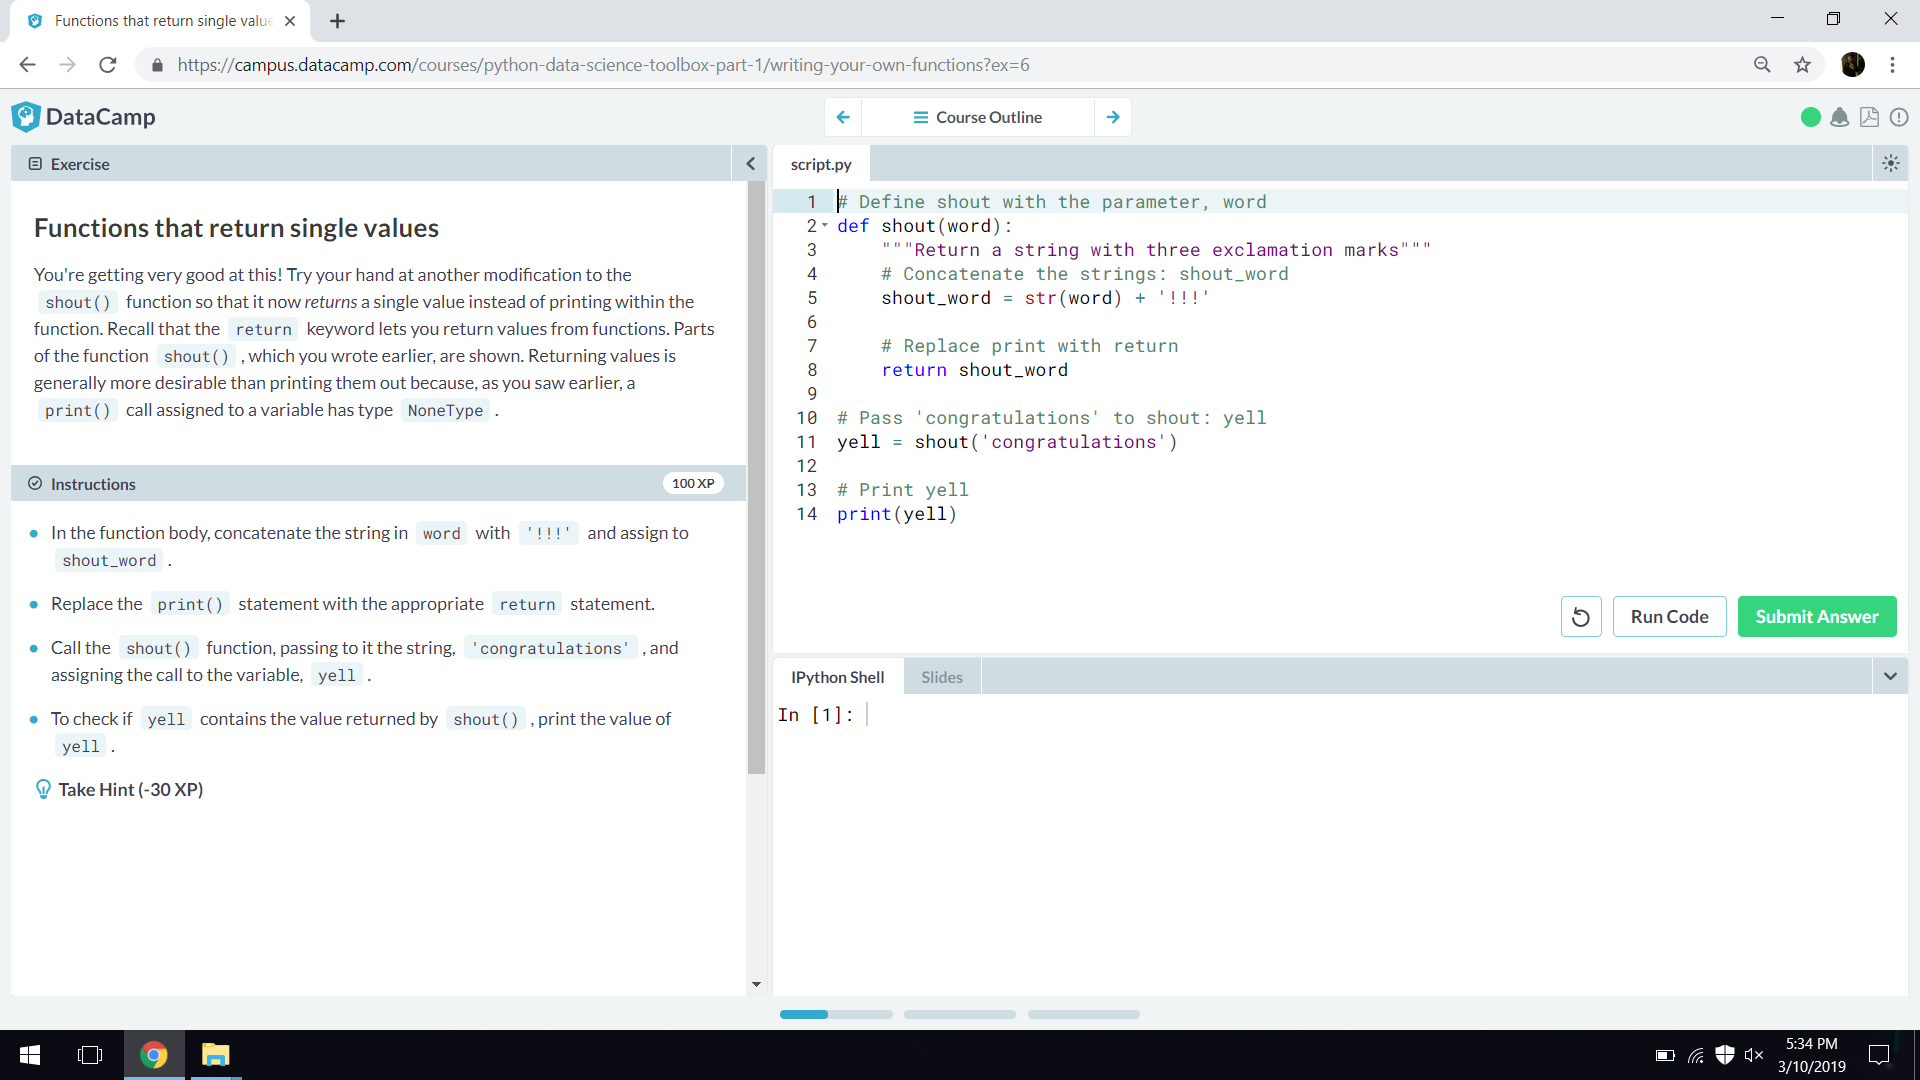 Functions that return single value
https://campus.datacamp.com/courses/python-data-science-toolbox-part-1/writing-your-own-functions?ex=6
DataCamp
Course Outline
Exercise
Functions that return single values
You're getting very good at this! Try your hand at another modification to the
shout() function so that it now returns a single value instead of printing within the
function. Recall that the return keyword lets you return values from functions. Parts
of the function shout() , which you wrote earlier, are shown. Returning values is
generally more desirable than printing them out because, as you saw earlier, a
print() call assigned to a variable has type NoneType .
Instructions
100 XP
In the function body, concatenate the string in word with '!!!' and assign to
shout_word .
Replace the print() statement with the appropriate return statement.
Call the shout() function, passing to it the string, 'congratulations' , and
assigning the call to the variable, yell .
To check if yell contains the value returned by shout() , print the value of
yell .
Take Hint (-30 XP)
script.py
1 # Define shout with the parameter, word
2 def shout(word):
3 """Return a string with three exclamation marks"""
4 # Concatenate the strings: shout_word
5 shout_word = str(word) + '!!!'
6
7 # Replace print with return
8 return shout_word
9
10 # Pass 'congratulations' to shout: yell
11 yell = shout('congratulations')
12
13 # Print yell
14 print(yell)
Run Code
Submit Answer
IPython Shell
Slides
In [1]:
5:34 PM
3/10/2019